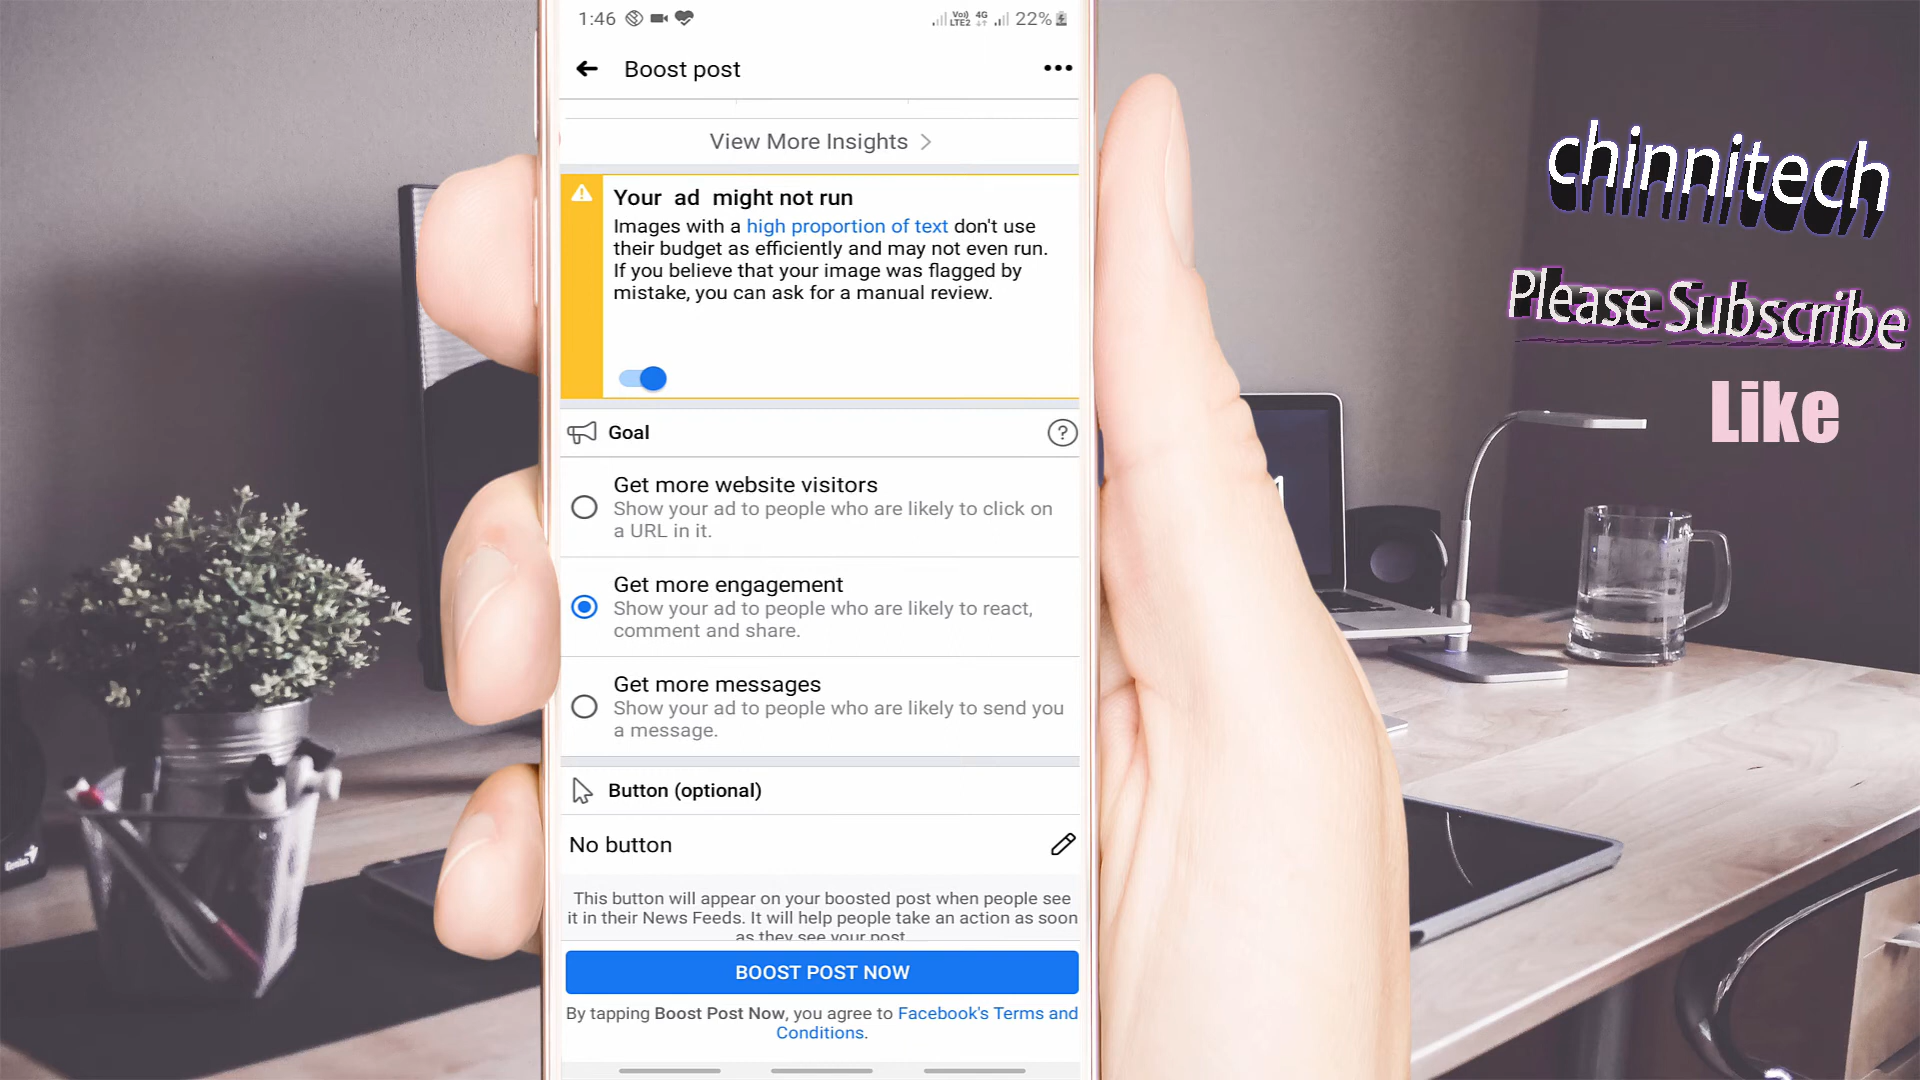 1:46
Vo)) 4G
LTE2
22%
Boost post
View More Insights
Your ad might not run
Images with a high proportion of text don't use
their budget as efficiently and may not even run.
If you believe that your image was flagged by
mistake, you can ask for a manual review.
Goal
?
Get more website visitors
Show your ad to people who are likely to click on
a URL in it.
Get more engagement
Show your ad to people who are likely to react,
comment and share.
Get more messages
Show your ad to people who are likely to send you
a message.
Button (optional)
No button
This button will appear on your boosted post when people see
it in their News Feeds. It will help people take an action as soon
as they see your post.
BOOST POST NOW
By tapping Boost Post Now, you agree to Facebook's Terms and
Conditions.
chinnitech
Please Subscribe
Like
Genius